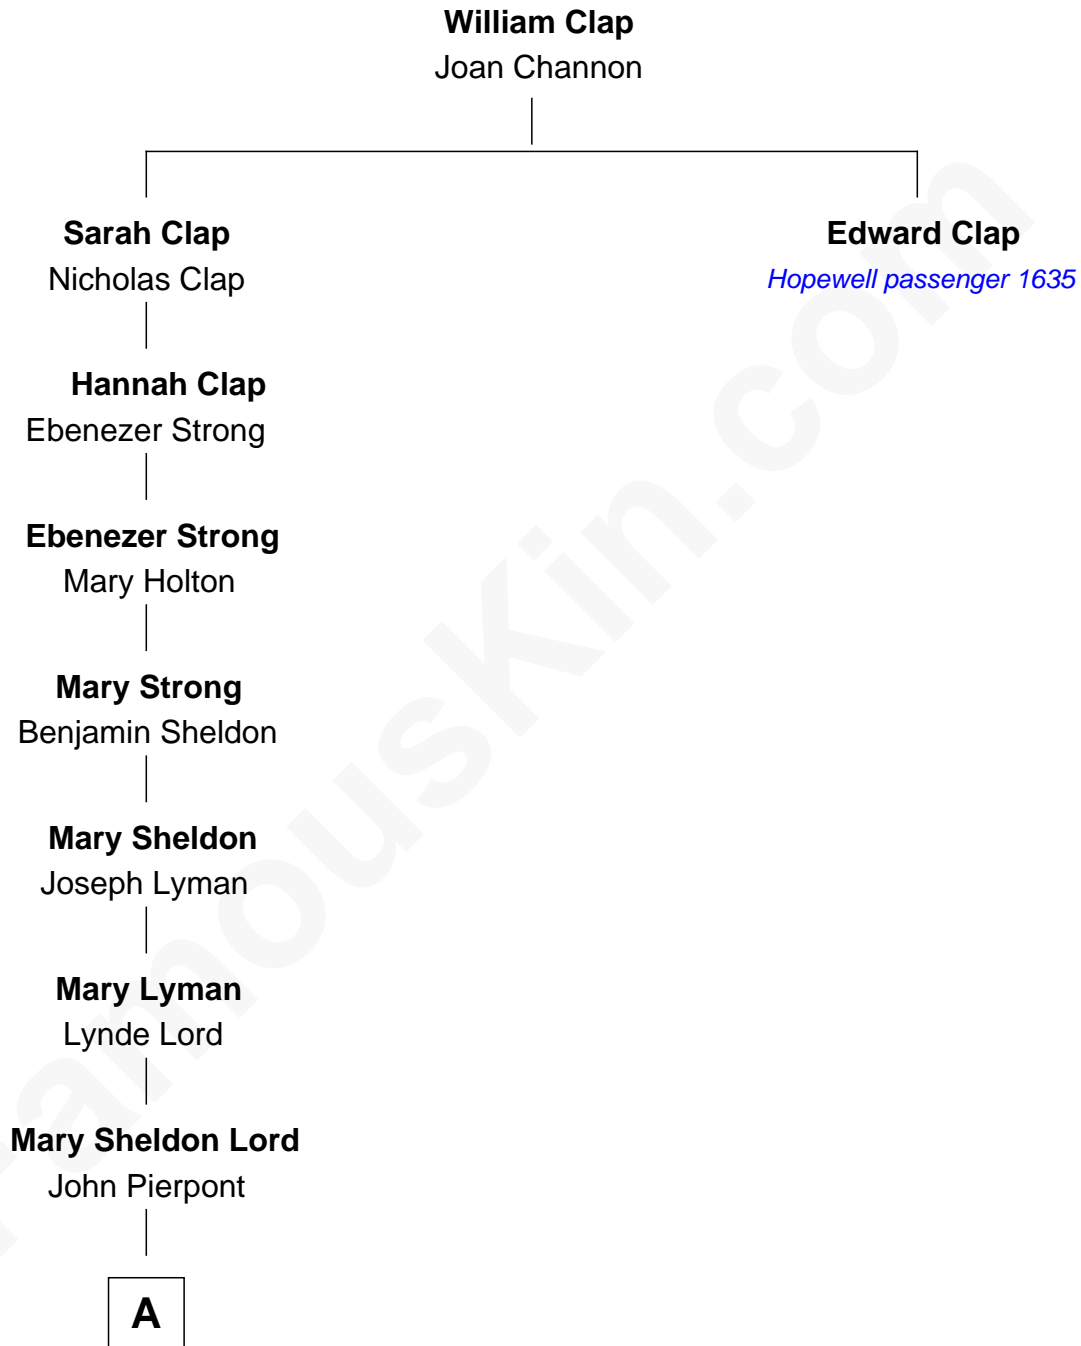 William Clap
Joan Channon
Sarah Clap
Nicholas Clap
Edward Clap
Hopewell passenger 1635
Hannah Clap
Ebenezer Strong
Ebenezer Strong
Mary Holton
Mary Strong
Benjamin Sheldon
Mary Sheldon
Joseph Lyman
Mary Lyman
Lynde Lord
Mary Sheldon Lord
John Pierpont
A
FamousKin.com